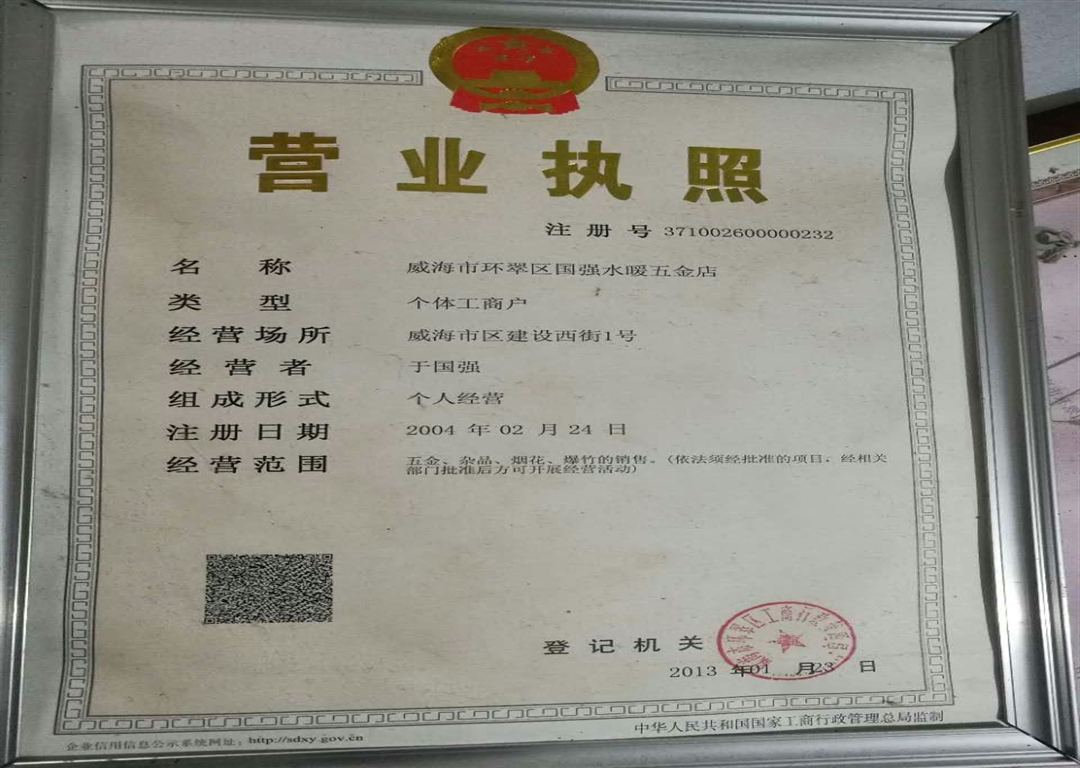 营业执照
注册号 371002600000232
名称 威海市环翠区国强水暖五金店
类型 个体工商户
经营场所 威海市区建设西街1号
经营者 于国强
组成形式 个人经营
注册日期 2004 年 02 月 24 日
经营范围 五金、杂品、烟花、爆竹的销售。(依法须经批准的项目，经相关
部门批准后方可开展经营活动)
登记机关
2013 年01 月23 日
企业信用信息公示系统网址：http://sdxy.gov.cn
中华人民共和国国家工商行政管理总局监制